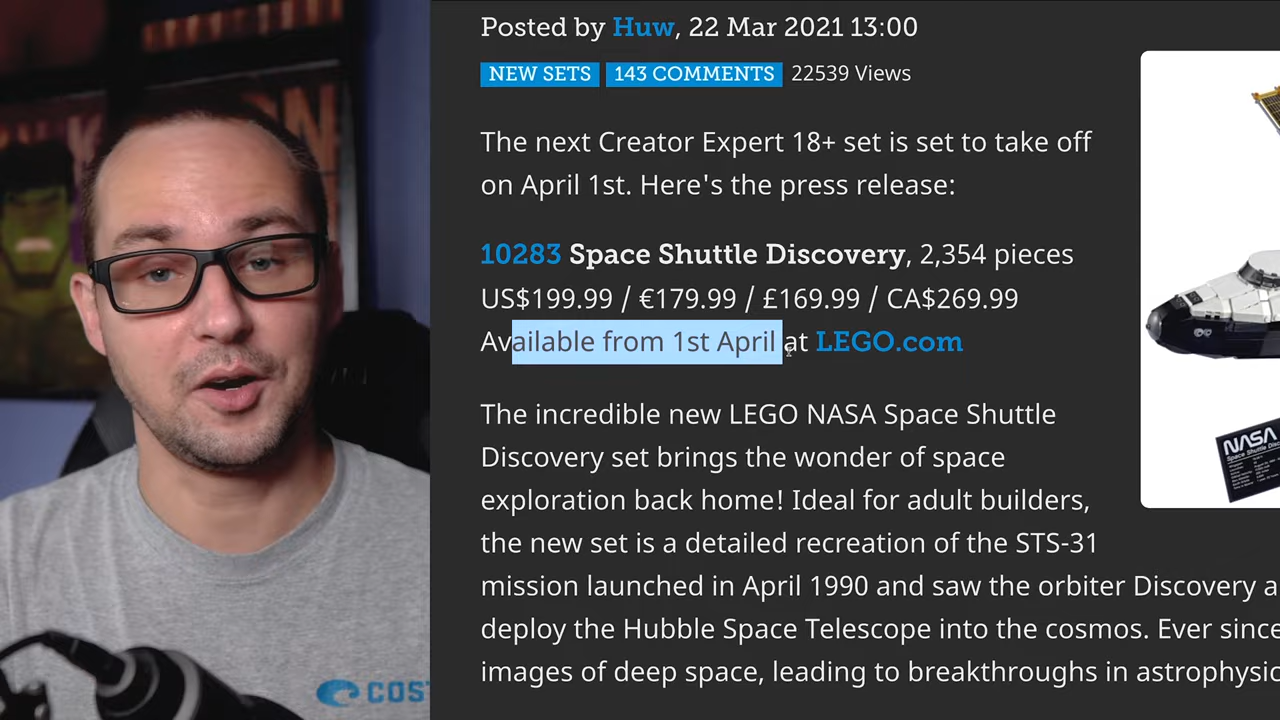 Posted by Huw, 22 Mar 2021 13:00
NEW SETS 143 COMMENTS 22539 Views
The next Creator Expert 18+ set is set to take off
on April 1st. Here's the press release:
10283 Space Shuttle Discovery, 2,354 pieces
US$199.99 / €179.99 / £169.99 / CA$269.99
Available from 1st April at LEGO.com
The incredible new LEGO NASA Space Shuttle
Discovery set brings the wonder of space
exploration back home! Ideal for adult builders,
the new set is a detailed recreation of the STS-31
mission launched in April 1990 and saw the orbiter Discovery a
deploy the Hubble Space Telescope into the cosmos. Ever since
images of deep space, leading to breakthroughs in astrophysic
NASA
Space Shuttle Disc
COST